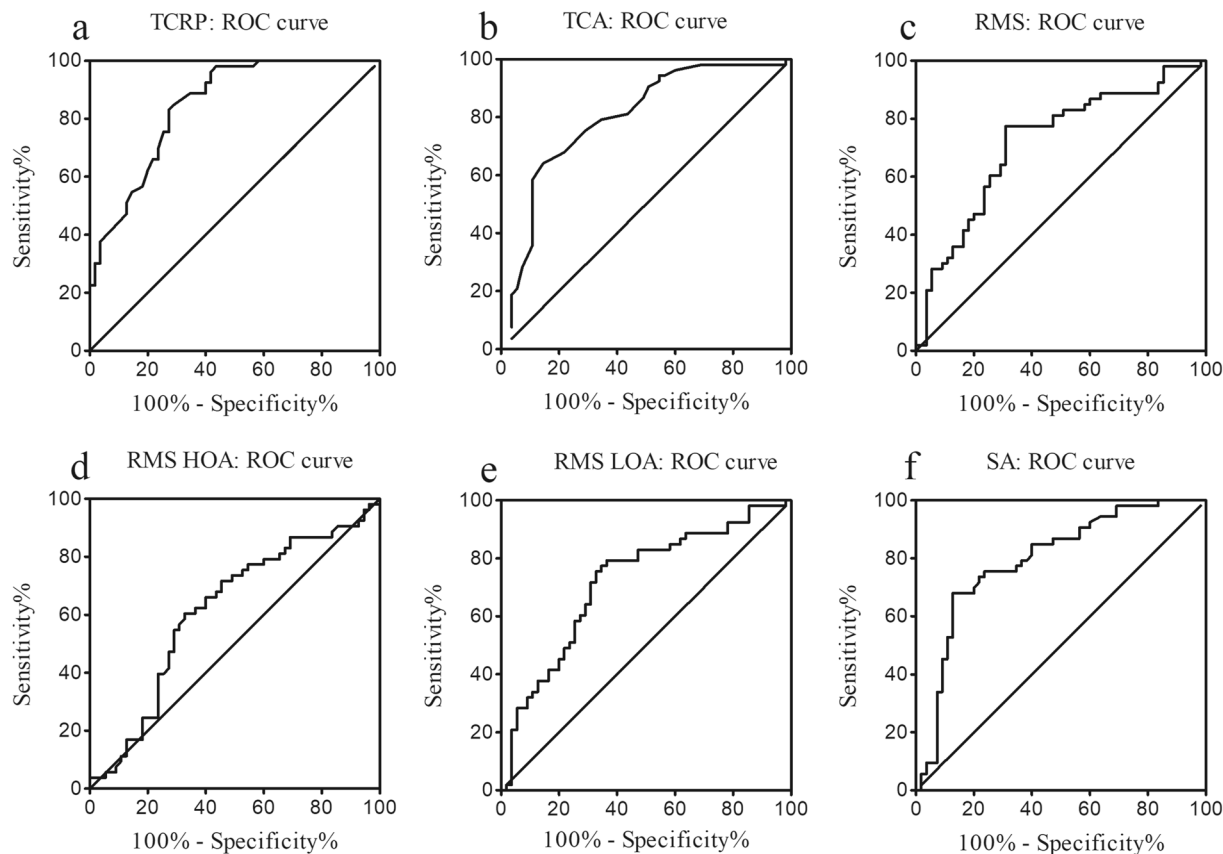 a
TCRP: ROC curve
100
80
60
40
20
0
0 20 40 60 80 100
Sensitivity%
100% - Specificity%
b
TCA: ROC curve
100
80
60
40
20
0
0 20 40 60 80 100
Sensitivity%
100% - Specificity%
c
RMS: ROC curve
100
80
60
40
20
0
0 20 40 60 80 100
Sensitivity%
100% - Specificity%
d
RMS HOA: ROC curve
100
80
60
40
20
0
0 20 40 60 80 100
Sensitivity%
100% - Specificity%
e
RMS LOA: ROC curve
100
80
60
40
20
0
0 20 40 60 80 100
Sensitivity%
100% - Specificity%
f
SA: ROC curve
100
80
60
40
20
0
0 20 40 60 80 100
Sensitivity%
100% - Specificity%